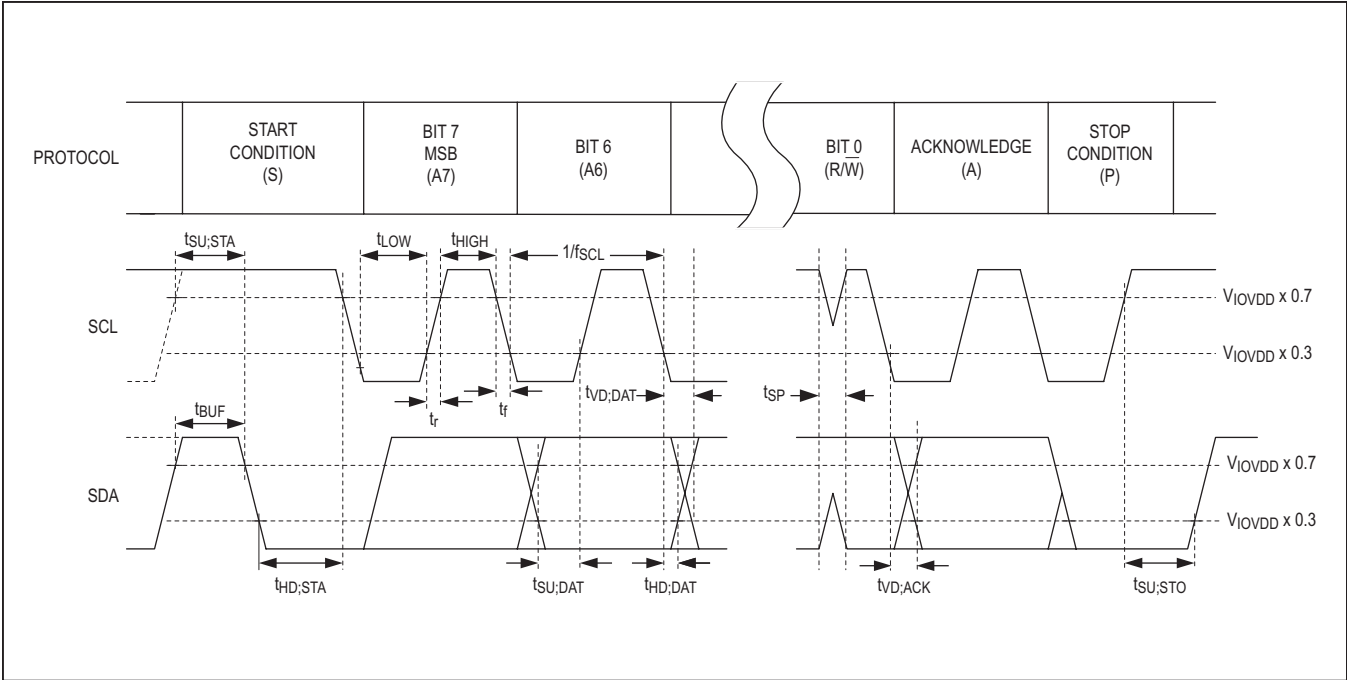 PROTOCOL
START
CONDITION
(S)
BIT 7
MSB
(A7)
BIT 6
(A6)
BIT 0
(R/W̅)
ACKNOWLEDGE
(A)
STOP
CONDITION
(P)
tSU;STA
tLOW
tHIGH
1/fSCL
SCL
VIOVDD x 0.7
VIOVDD x 0.3
tBUF
tr
tf
tVD;DAT
tSP
SDA
VIOVDD x 0.7
VIOVDD x 0.3
tHD;STA
tSU;DAT
tHD;DAT
tVD;ACK
tSU;STO